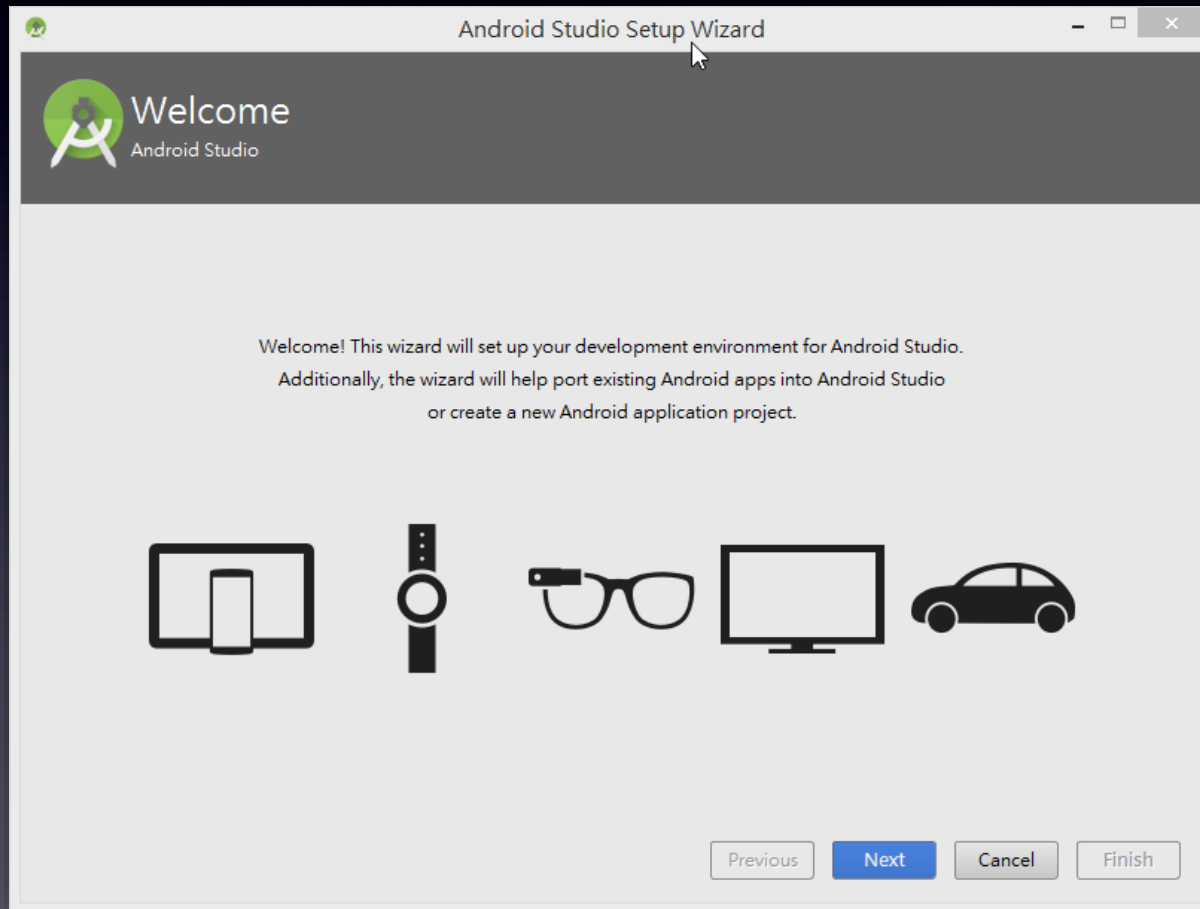 Android Studio Setup Wizard
Welcome
Android Studio
Welcome! This wizard will set up your development environment for Android Studio.
Additionally, the wizard will help port existing Android apps into Android Studio
or create a new Android application project.
Previous Next Cancel Finish